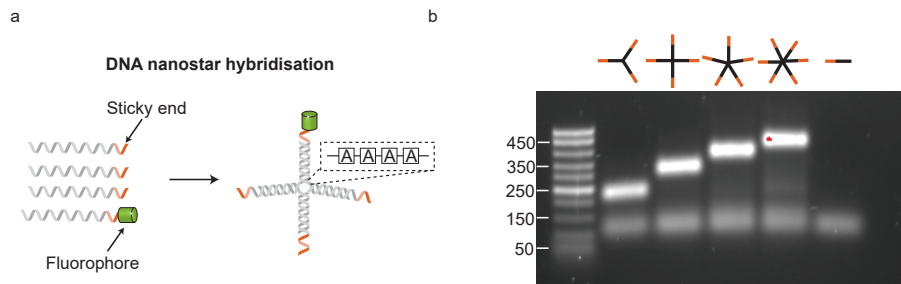 a
DNA nanostar hybridisation
Sticky end
A A A A
Fluorophore
b
450
350
250
150
50